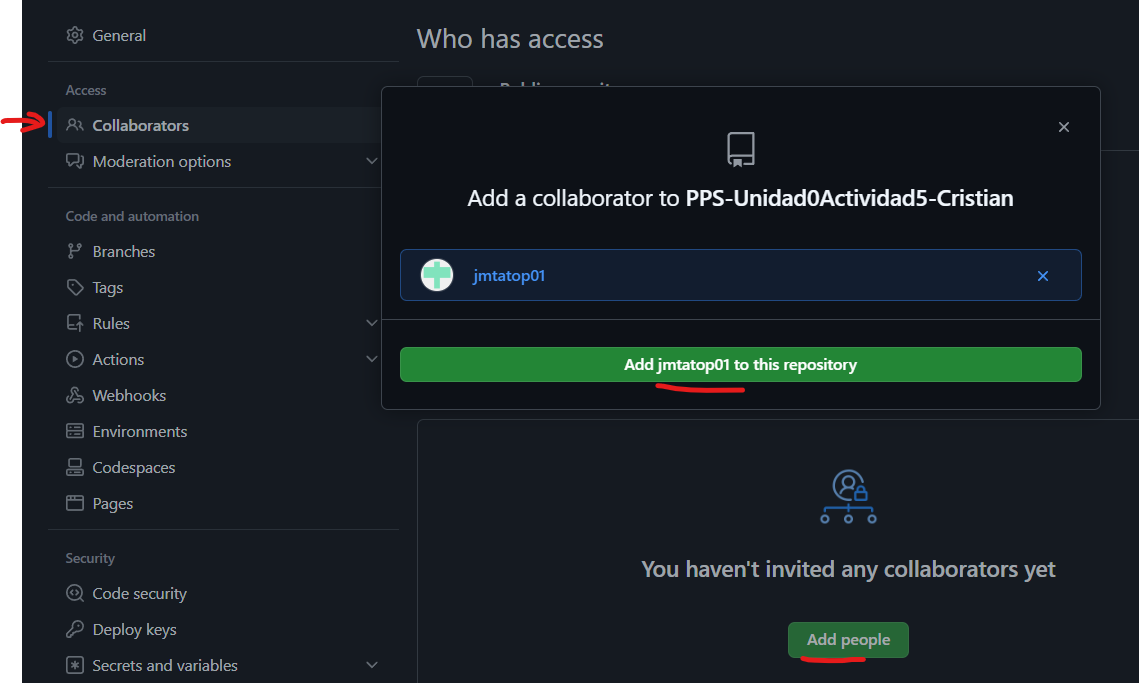 General
Access
Collaborators
Moderation options
Code and automation
Branches
Tags
Rules
Actions
Webhooks
Environments
Codespaces
Pages
Security
Code security
Deploy keys
Secrets and variables
Who has access
Add a collaborator to PPS-Unidad0Actividad5-Cristian
jmtatop01
Add jmtatop01 to this repository
You haven't invited any collaborators yet
Add people